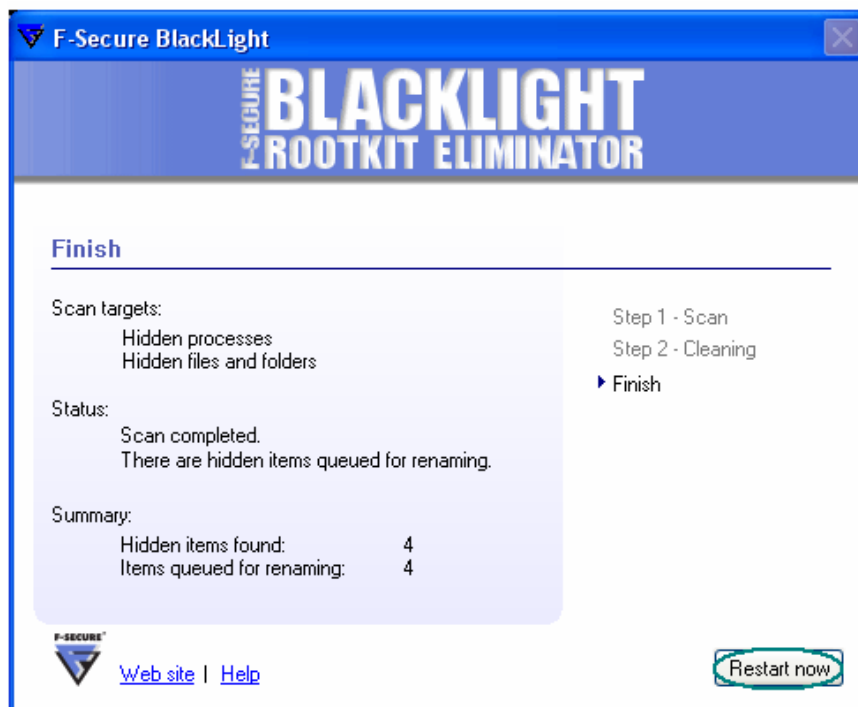 F-Secure BlackLight
F-SECURE
BLACKLIGHT
ROOTKIT ELIMINATOR
Finish
Scan targets:
Hidden processes
Hidden files and folders
Status:
Scan completed.
There are hidden items queued for renaming.
Summary:
Hidden items found: 4
Items queued for renaming: 4
Step 1 - Scan
Step 2 - Cleaning
Finish
F-SECURE®
Web site | Help
Restart now